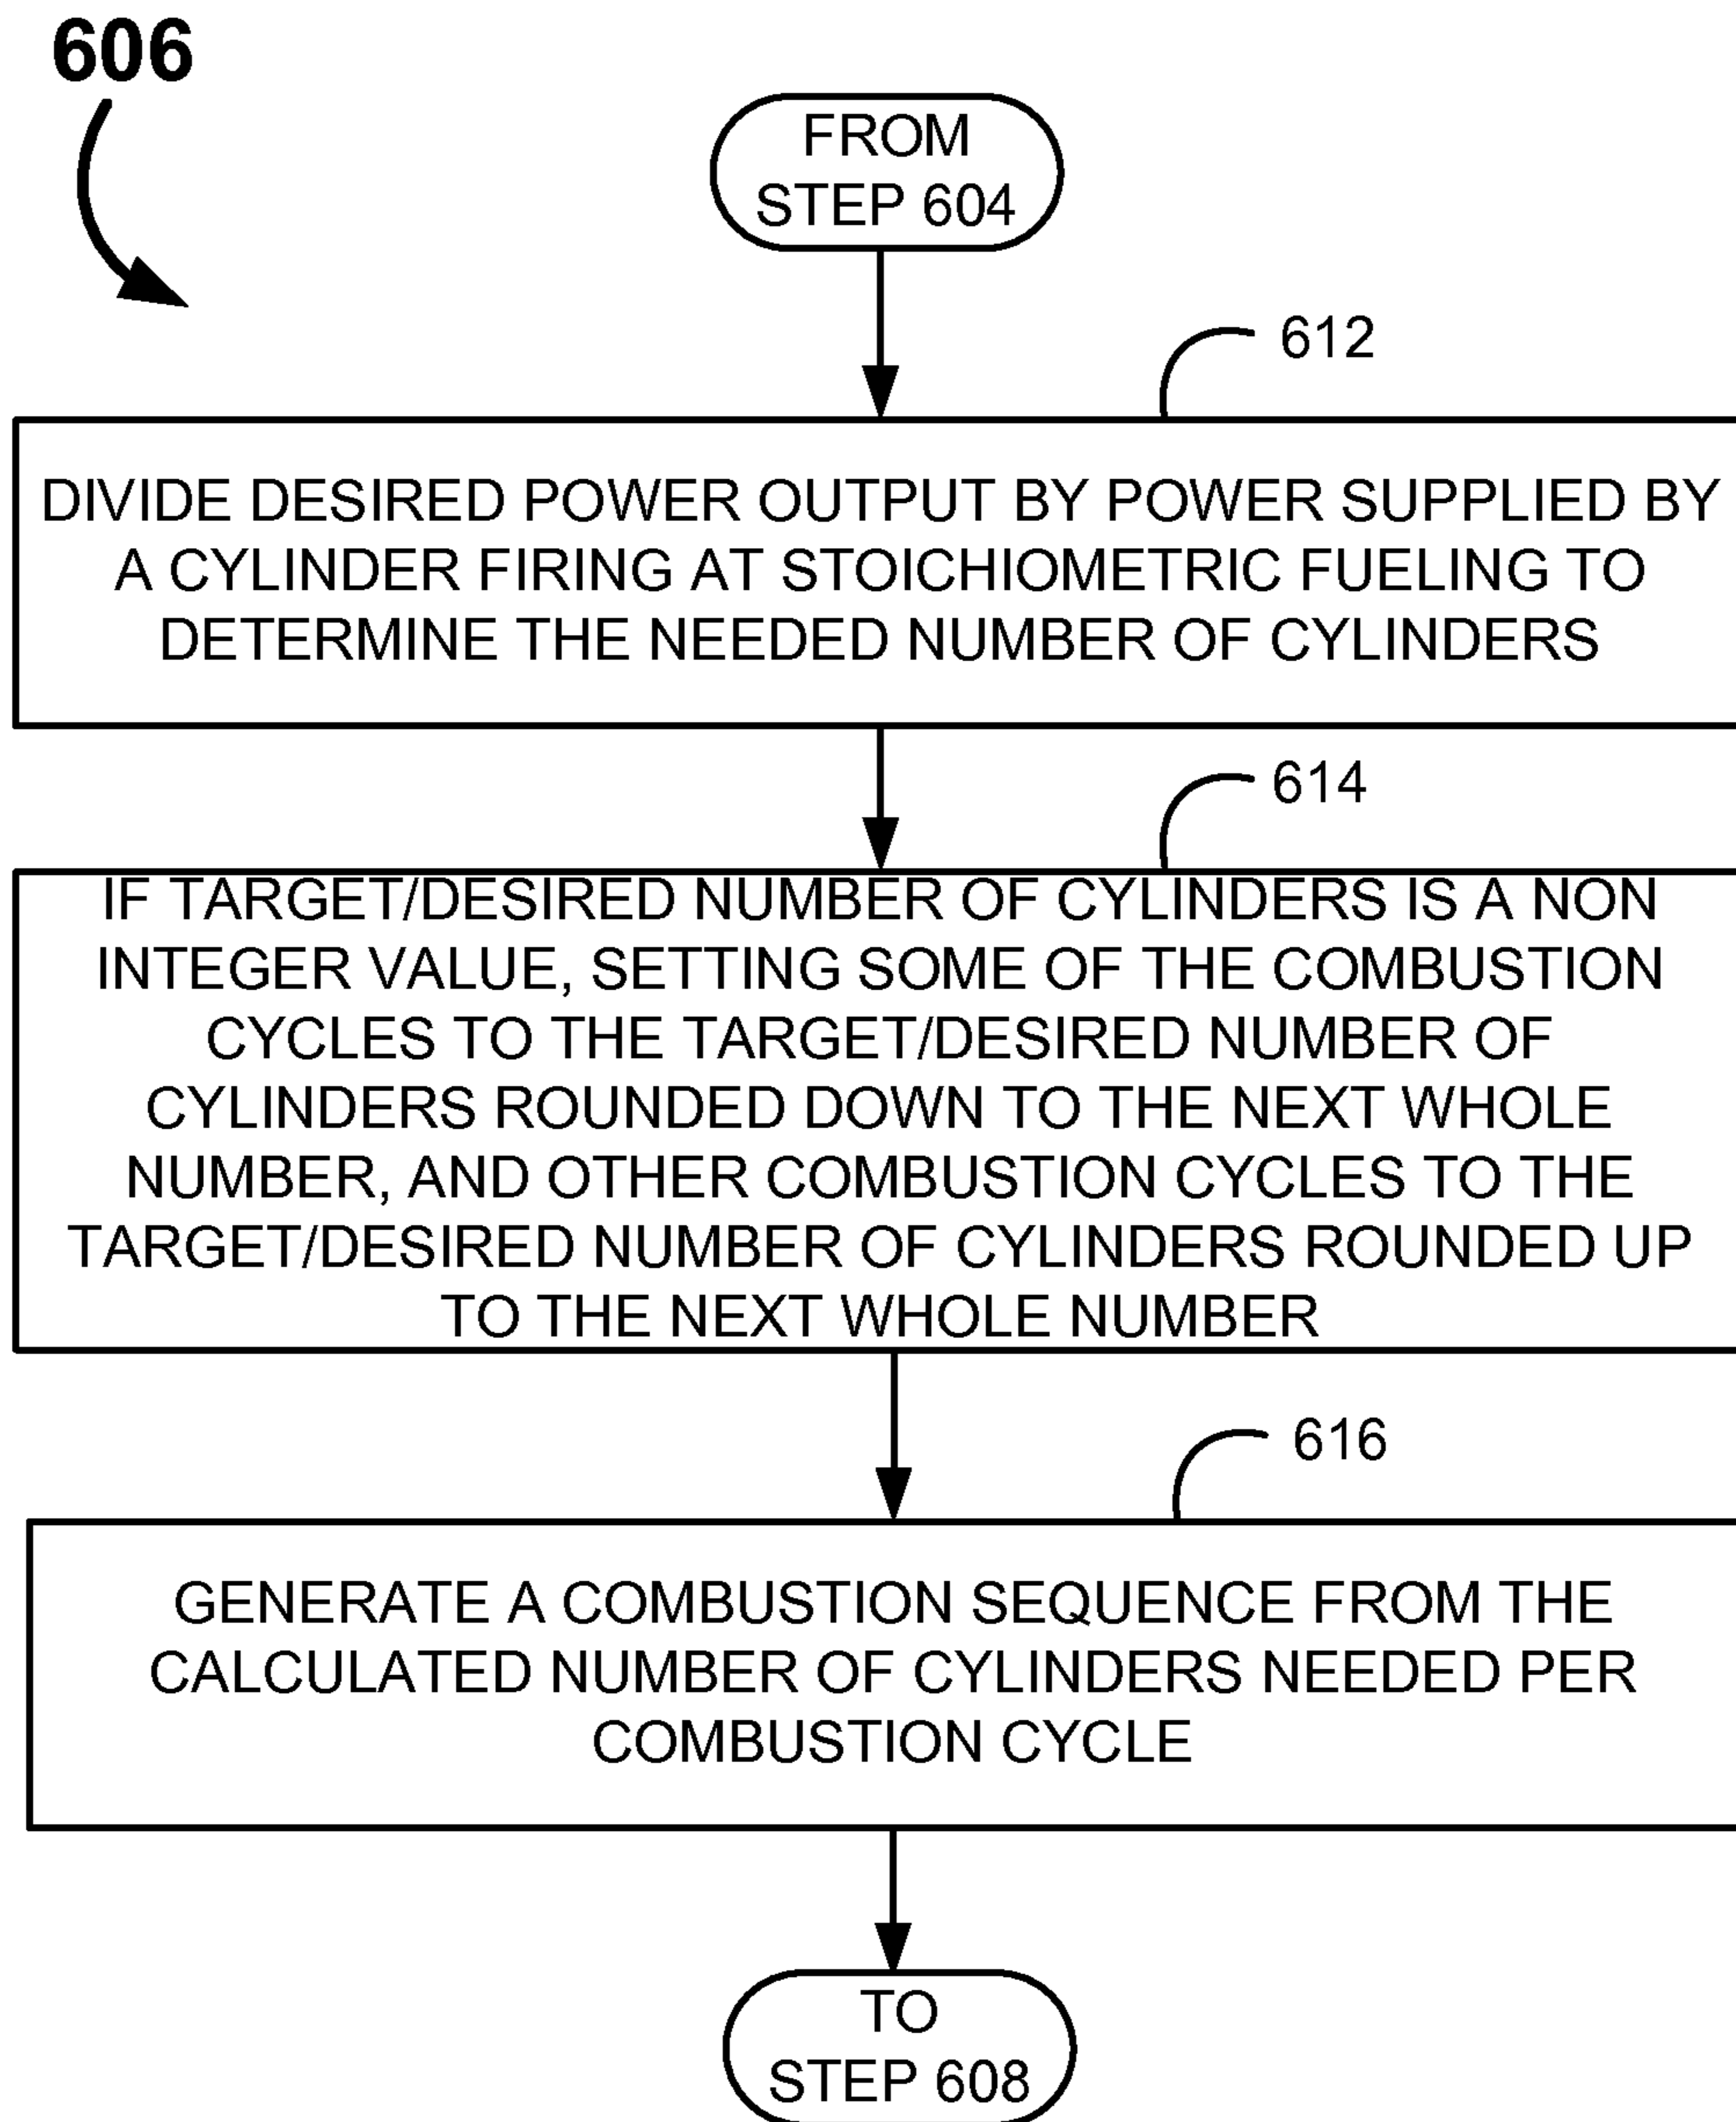 606
FROM
STEP 604
612
DIVIDE DESIRED POWER OUTPUT BY POWER SUPPLIED BY
A CYLINDER FIRING AT STOICHIOMETRIC FUELING TO
DETERMINE THE NEEDED NUMBER OF CYLINDERS
614
IF TARGET/DESIRED NUMBER OF CYLINDERS IS A NON
INTEGER VALUE, SETTING SOME OF THE COMBUSTION
CYCLES TO THE TARGET/DESIRED NUMBER OF
CYLINDERS ROUNDED DOWN TO THE NEXT WHOLE
NUMBER, AND OTHER COMBUSTION CYCLES TO THE
TARGET/DESIRED NUMBER OF CYLINDERS ROUNDED UP
TO THE NEXT WHOLE NUMBER
616
GENERATE A COMBUSTION SEQUENCE FROM THE
CALCULATED NUMBER OF CYLINDERS NEEDED PER
COMBUSTION CYCLE
TO
STEP 608